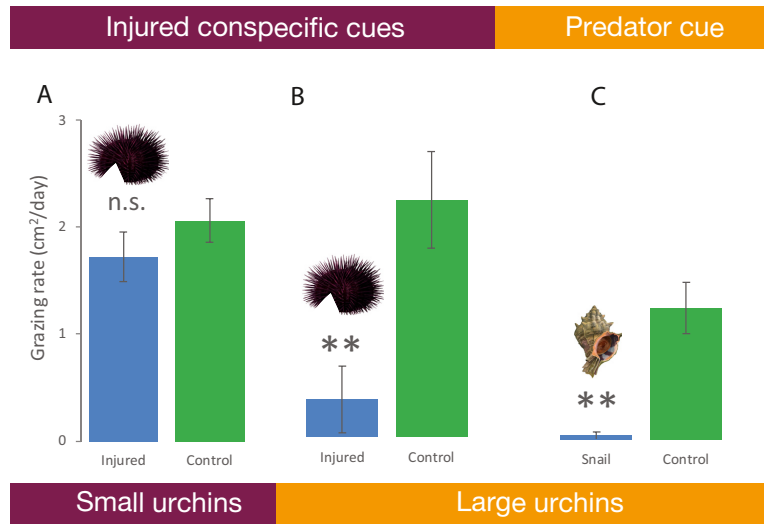 Injured conspecific cues
Predator cue
A
B
C
3
2
1
0
Grazing rate (cm²/day)
n.s.
**
**
Injured
Control
Injured
Control
Snail
Control
Small urchins
Large urchins